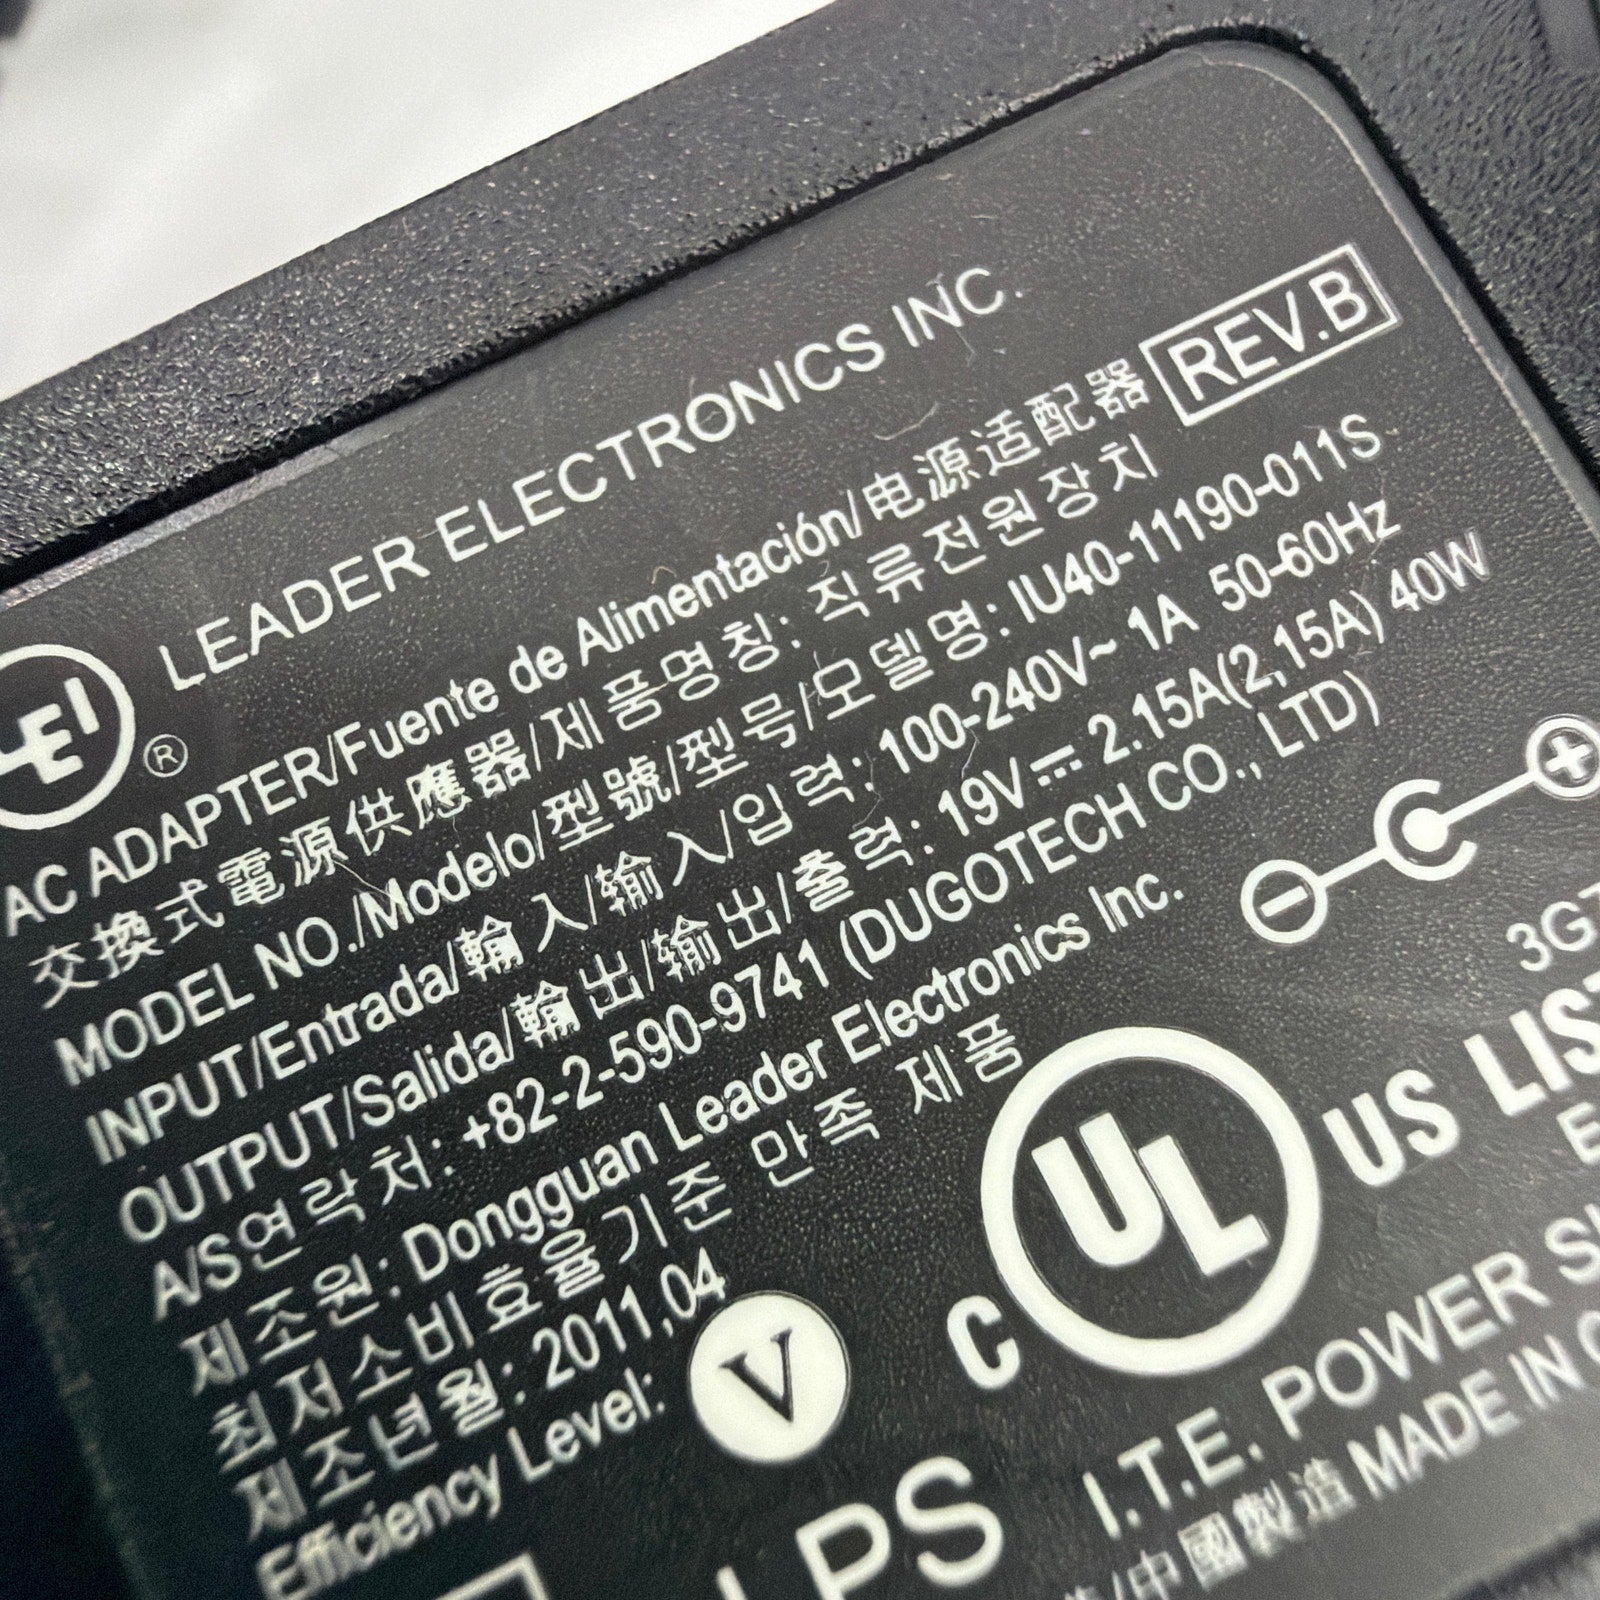 LEI ®
LEADER ELECTRONICS INC.
AC ADAPTER/Fuente de Alimentación/电源适配器 REV.B
交換式電源供應器/제품명칭: 직류전원장치
MODEL NO./Modelo/型號/型号/모델명: IU40-11190-011S
INPUT/Entrada/輸入/输入/입력: 100-240V~ 1A 50-60Hz
OUTPUT/Salida/輸出/输出/출력: 19V⎓ 2.15A(2,15A) 40W
A/S연락처: +82-2-590-9741 (DUGOTECH CO., LTD)
제조원: Dongguan Leader Electronics Inc.
최저소비효율기준 만족 제품
제조년월: 2011,04
Efficiency Level: V
C UL US
I.T.E. POWER
LPS
中國製造 MADE IN